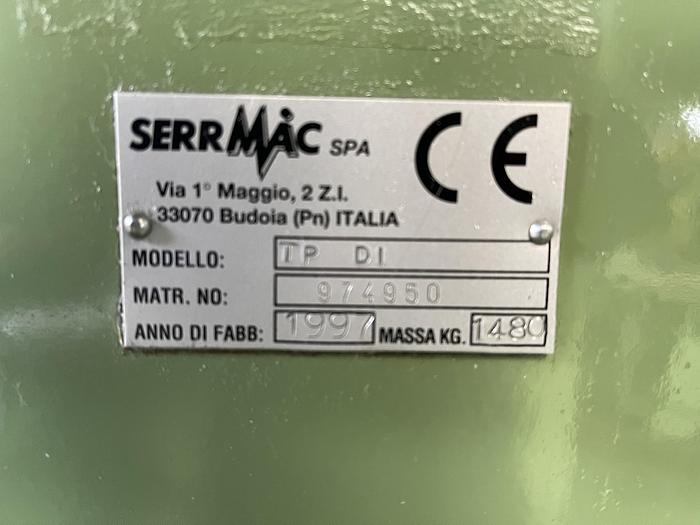 SERRMAC SPA
CE
Via 1° Maggio, 2 Z.I.
33070 Budoia (Pn) ITALIA
MODELLO: TP DI
MATR. NO: 974950
ANNO DI FABB: 1997 MASSA KG. 1480